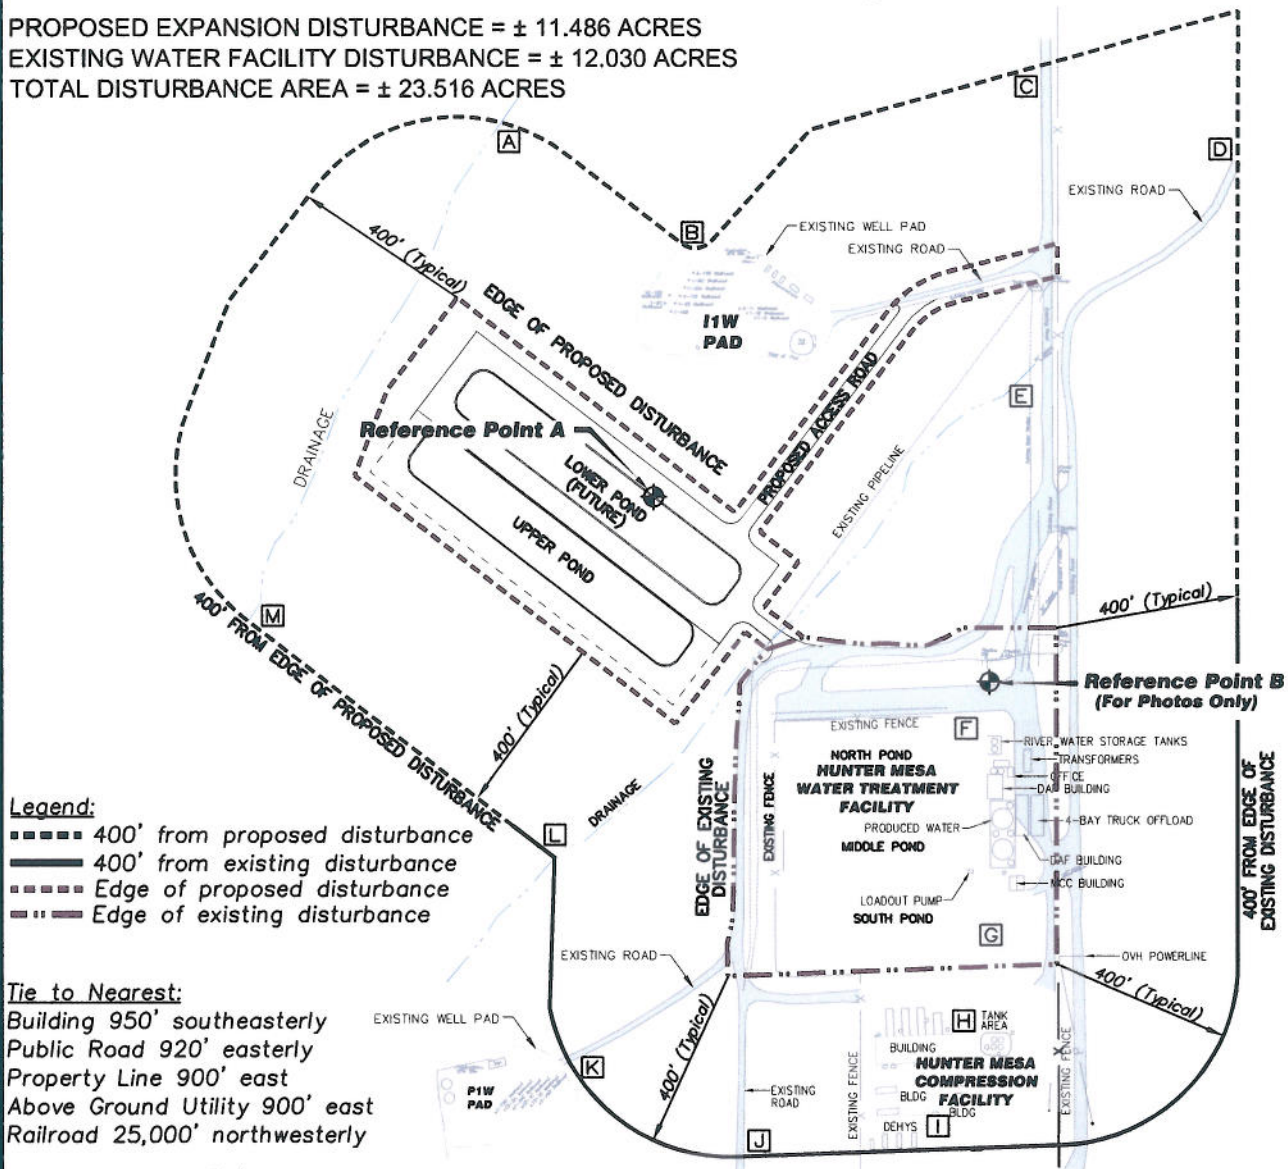 PROPOSED EXPANSION DISTURBANCE = ± 11.486 ACRES
EXISTING WATER FACILITY DISTURBANCE = ± 12.030 ACRES
TOTAL DISTURBANCE AREA = ± 23.516 ACRES
A
B
C
D
EXISTING ROAD
EXISTING WELL PAD
EXISTING ROAD
400' (Typical)
I1W
PAD
EDGE OF PROPOSED DISTURBANCE
PROPOSED ACCESS ROAD
E
Reference Point A
DRAINAGE
LOWER POND
(FUTURE)
UPPER POND
EXISTING PIPELINE
M
400' FROM EDGE OF PROPOSED DISTURBANCE
400' (Typical)
400' (Typical)
Reference Point B
(For Photos Only)
EXISTING FENCE
F
RIVER WATER STORAGE TANKS
TRANSFORMERS
OFFICE
DAF BUILDING
NORTH POND
HUNTER MESA
WATER TREATMENT
FACILITY
PRODUCED WATER
4-BAY TRUCK OFFLOAD
MIDDLE POND
DAF BUILDING
MCC BUILDING
LOADOUT PUMP
SOUTH POND
G
OVH POWERLINE
EXISTING FENCE
EDGE OF EXISTING
DISTURBANCE
400' FROM EDGE OF
EXISTING DISTURBANCE
DRAINAGE
L
Legend:
400' from proposed disturbance
400' from existing disturbance
Edge of proposed disturbance
Edge of existing disturbance
EXISTING ROAD
400' (Typical)
400' (Typical)
Tie to Nearest:
Building 950' southeasterly
Public Road 920' easterly
Property Line 900' east
Above Ground Utility 900' east
Railroad 25,000' northwesterly
EXISTING WELL PAD
P1W
PAD
K
H
TANK
AREA
BUILDING
HUNTER MESA
COMPRESSION
FACILITY
BLDG
BLDG
DEHYS
I
EXISTING
ROAD
EXISTING FENCE
EXISTING FENCE
J